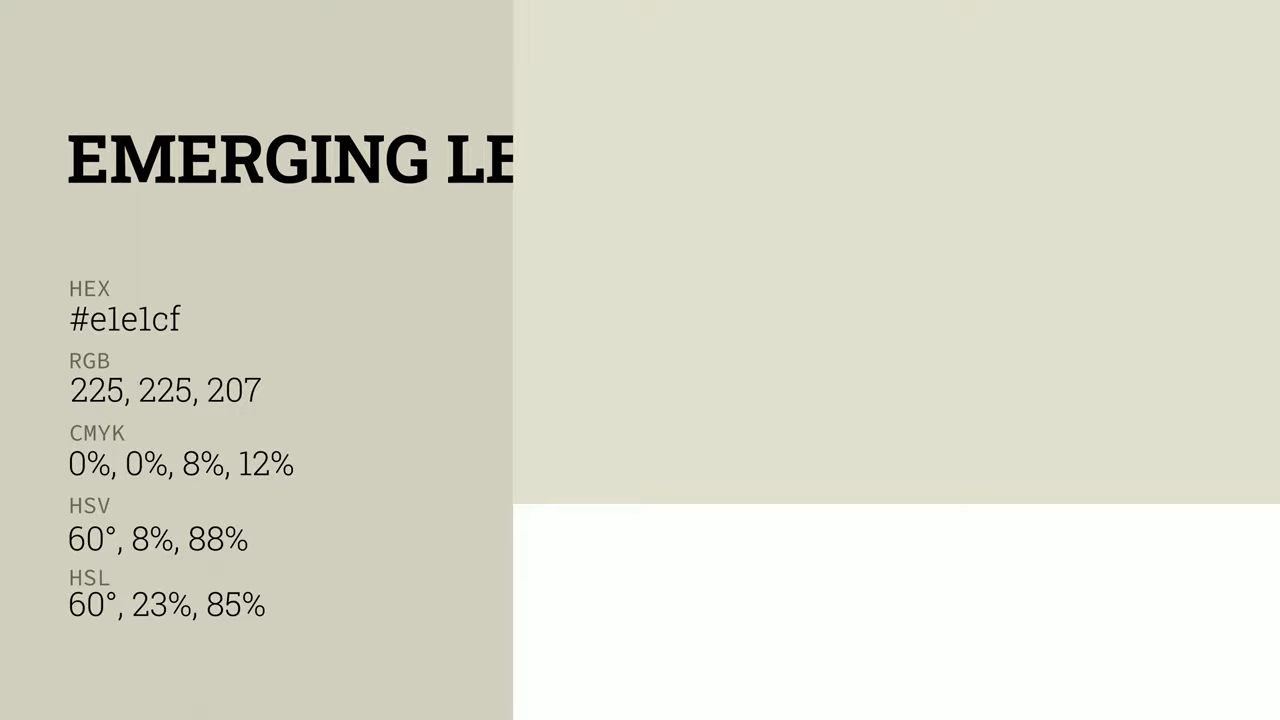 EMERGING LE
HEX
#e1e1cf
RGB
225, 225, 207
CMYK
0%, 0%, 8%, 12%
HSV
60°, 8%, 88%
HSL
60°, 23%, 85%